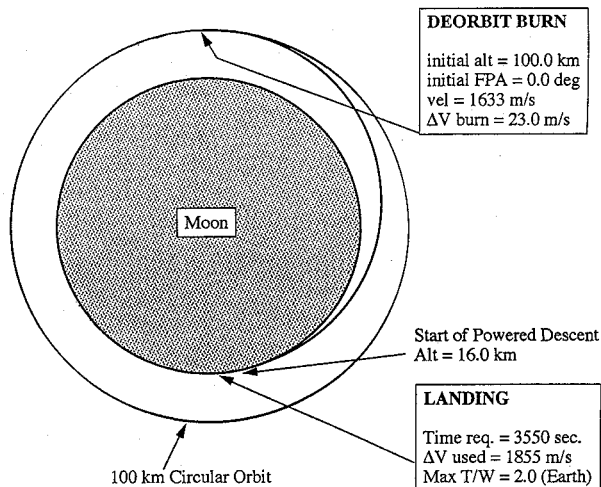 DEORBIT BURN
initial alt = 100.0 km
initial FPA = 0.0 deg
vel = 1633 m/s
ΔV burn = 23.0 m/s
Moon
Start of Powered Descent
Alt = 16.0 km
LANDING
Time req. = 3550 sec.
ΔV used = 1855 m/s
Max T/W = 2.0 (Earth)
100 km Circular Orbit